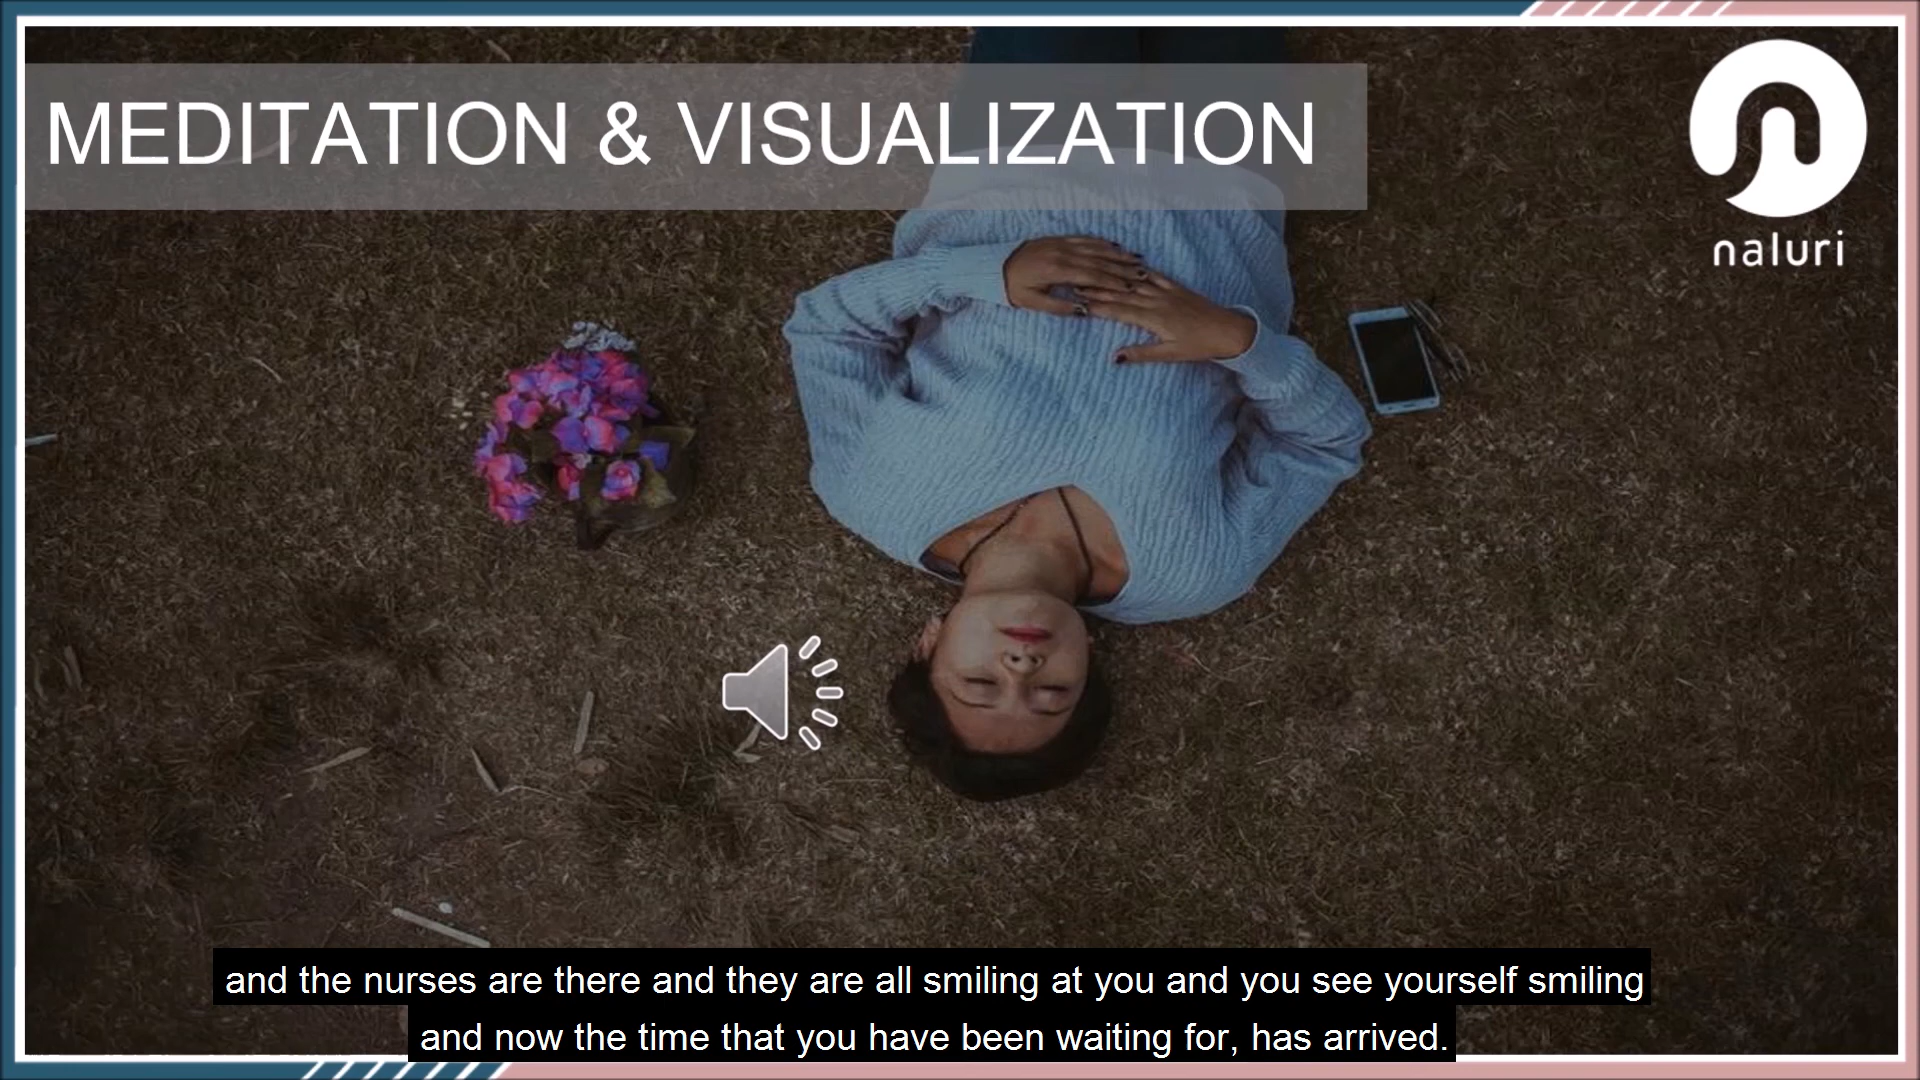 MEDITATION & VISUALIZATION
naluri
and the nurses are there and they are all smiling at you and you see yourself smiling
and now the time that you have been waiting for, has arrived.